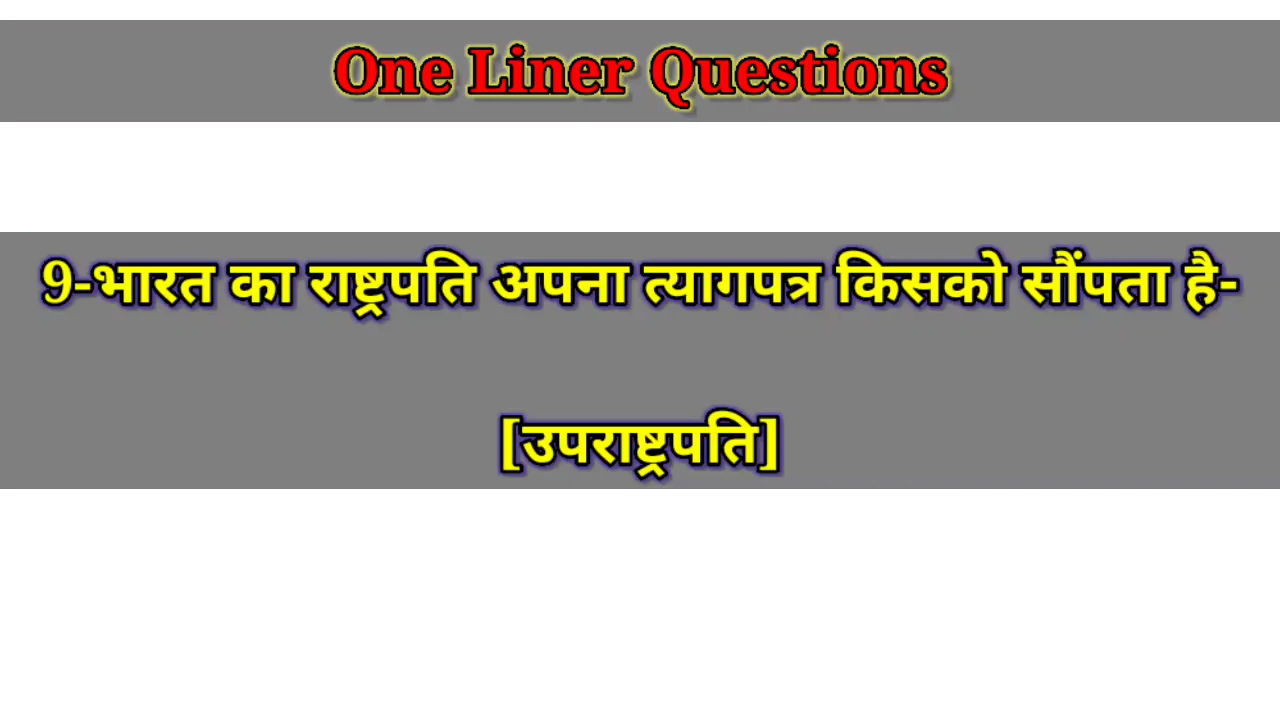 One Liner Questions
9-भारत का राष्ट्रपति अपना त्यागपत्र किसको सौंपता है-
[उपराष्ट्रपति]